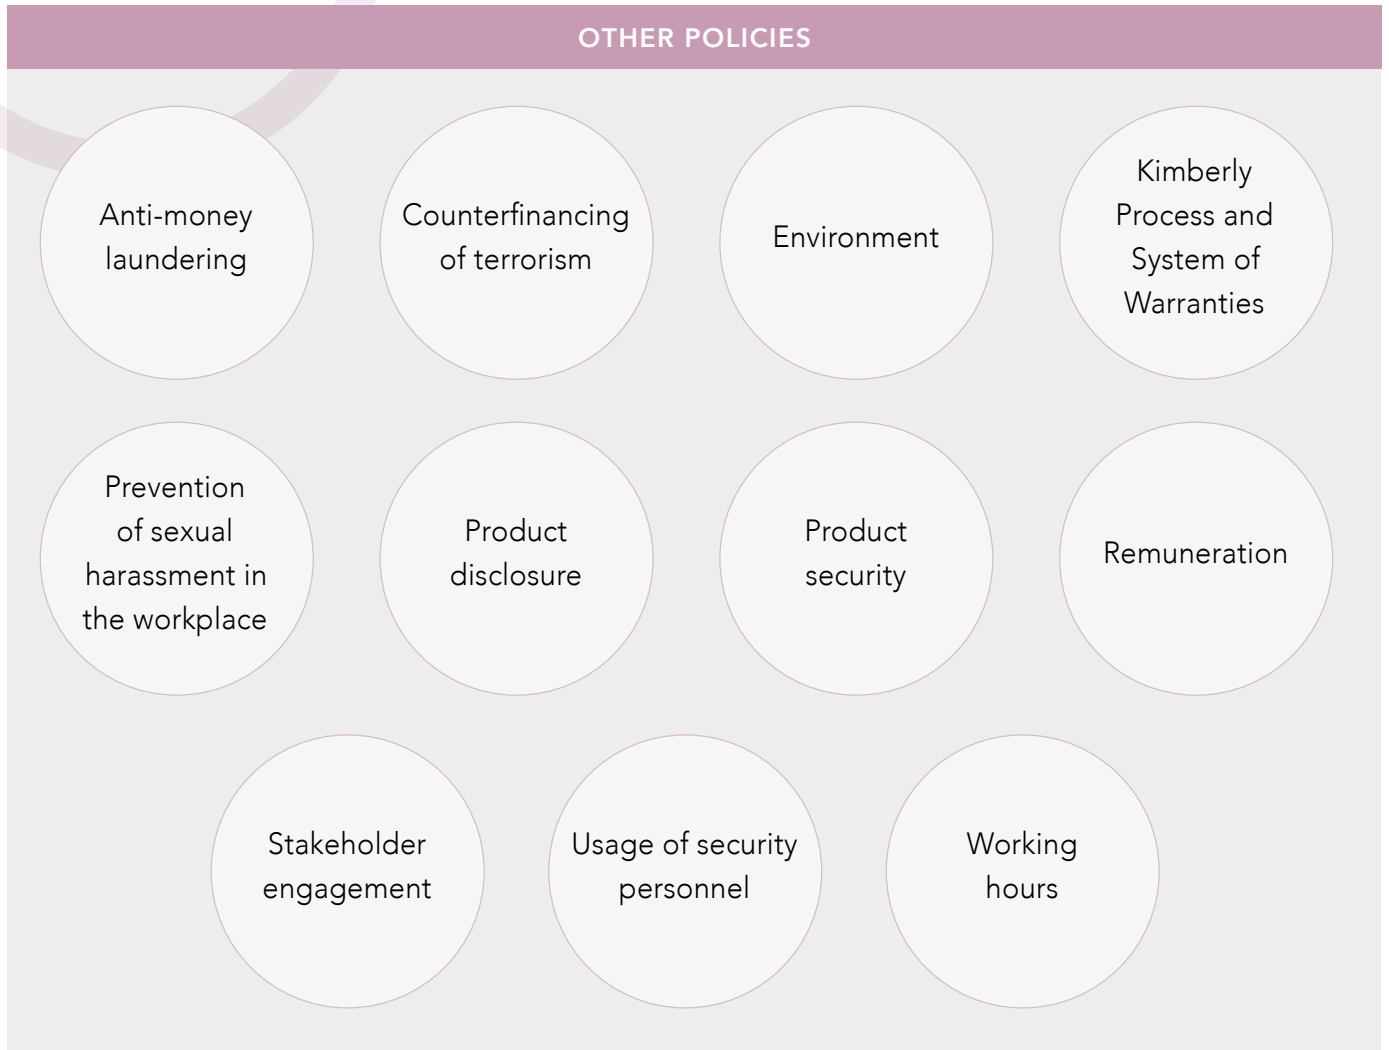 OTHER POLICIES
Anti-money
laundering
Counterfinancing
of terrorism
Environment
Kimberly
Process and
System of
Warranties
Prevention
of sexual
harassment in
the workplace
Product
disclosure
Product
security
Remuneration
Stakeholder
engagement
Usage of security
personnel
Working
hours